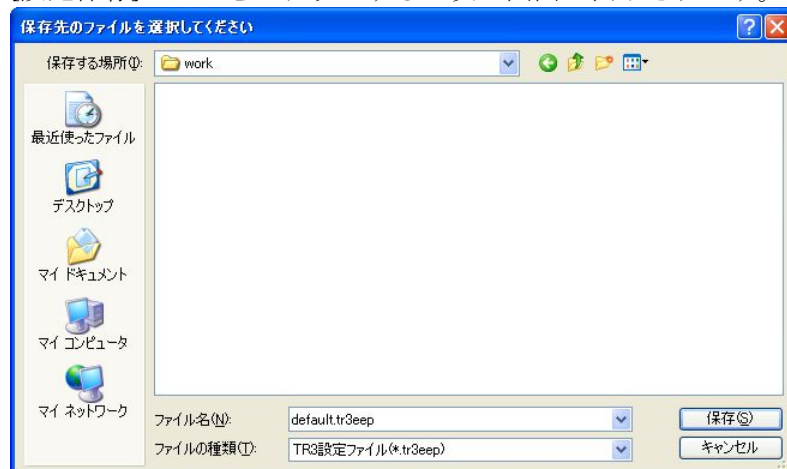 保存先のファイルを選択してください
保存する場所(I):
work
最近使ったファイル
デスクトップ
マイ ドキュメント
マイ コンピュータ
マイ ネットワーク
ファイル名(N):
default.tr3eep
保存(S)
ファイルの種類(T):
TR3設定ファイル(*.tr3eep)
キャンセル